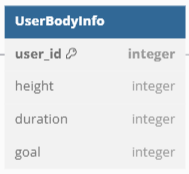 UserBodyInfo
user_id integer
height integer
duration integer
goal integer